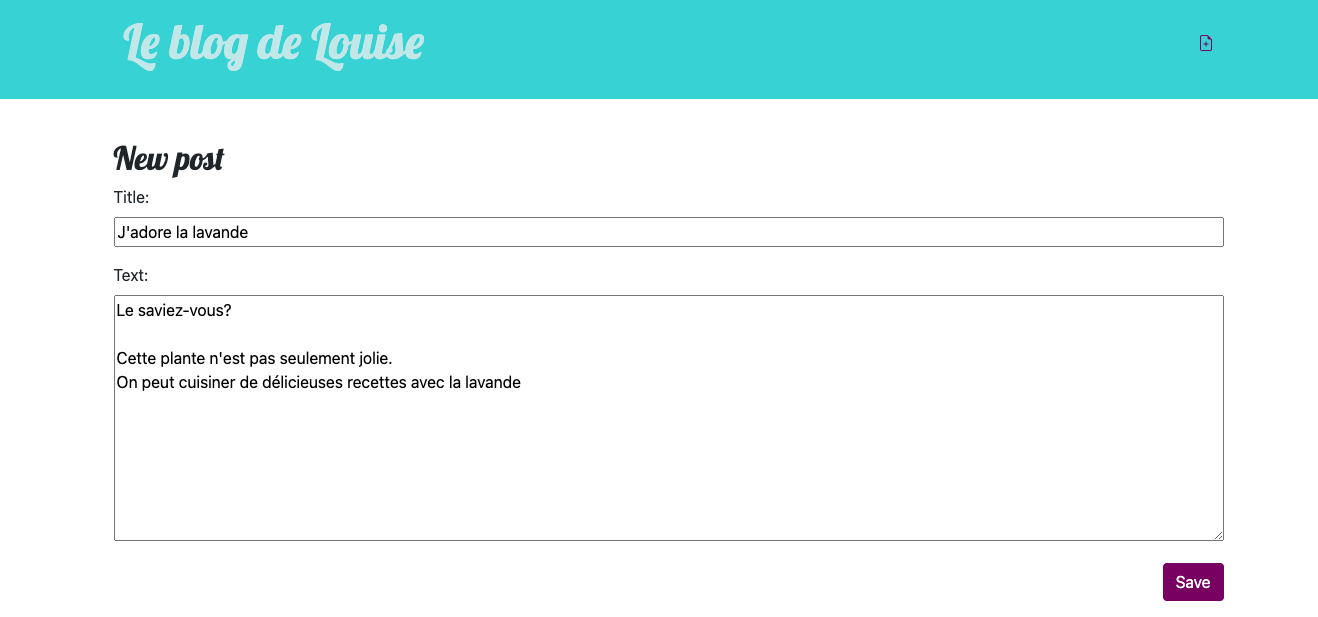 Le blog de Louise
New post
Title:
J'adore la lavande
Text:
Le saviez-vous?
Cette plante n'est pas seulement jolie.
On peut cuisiner de délicieuses recettes avec la lavande
Save